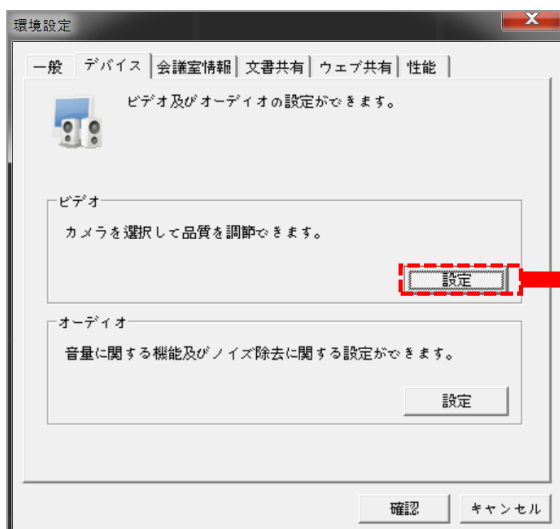 環境設定
一般 デバイス 会議室情報 文書共有 ウェブ共有 性能
ビデオ及びオーディオの設定ができます。
ビデオ
カメラを選択して品質を調節できます。
設定
オーディオ
音量に関する機能及びノイズ除去に関する設定ができます。
設定
確認 キャンセル